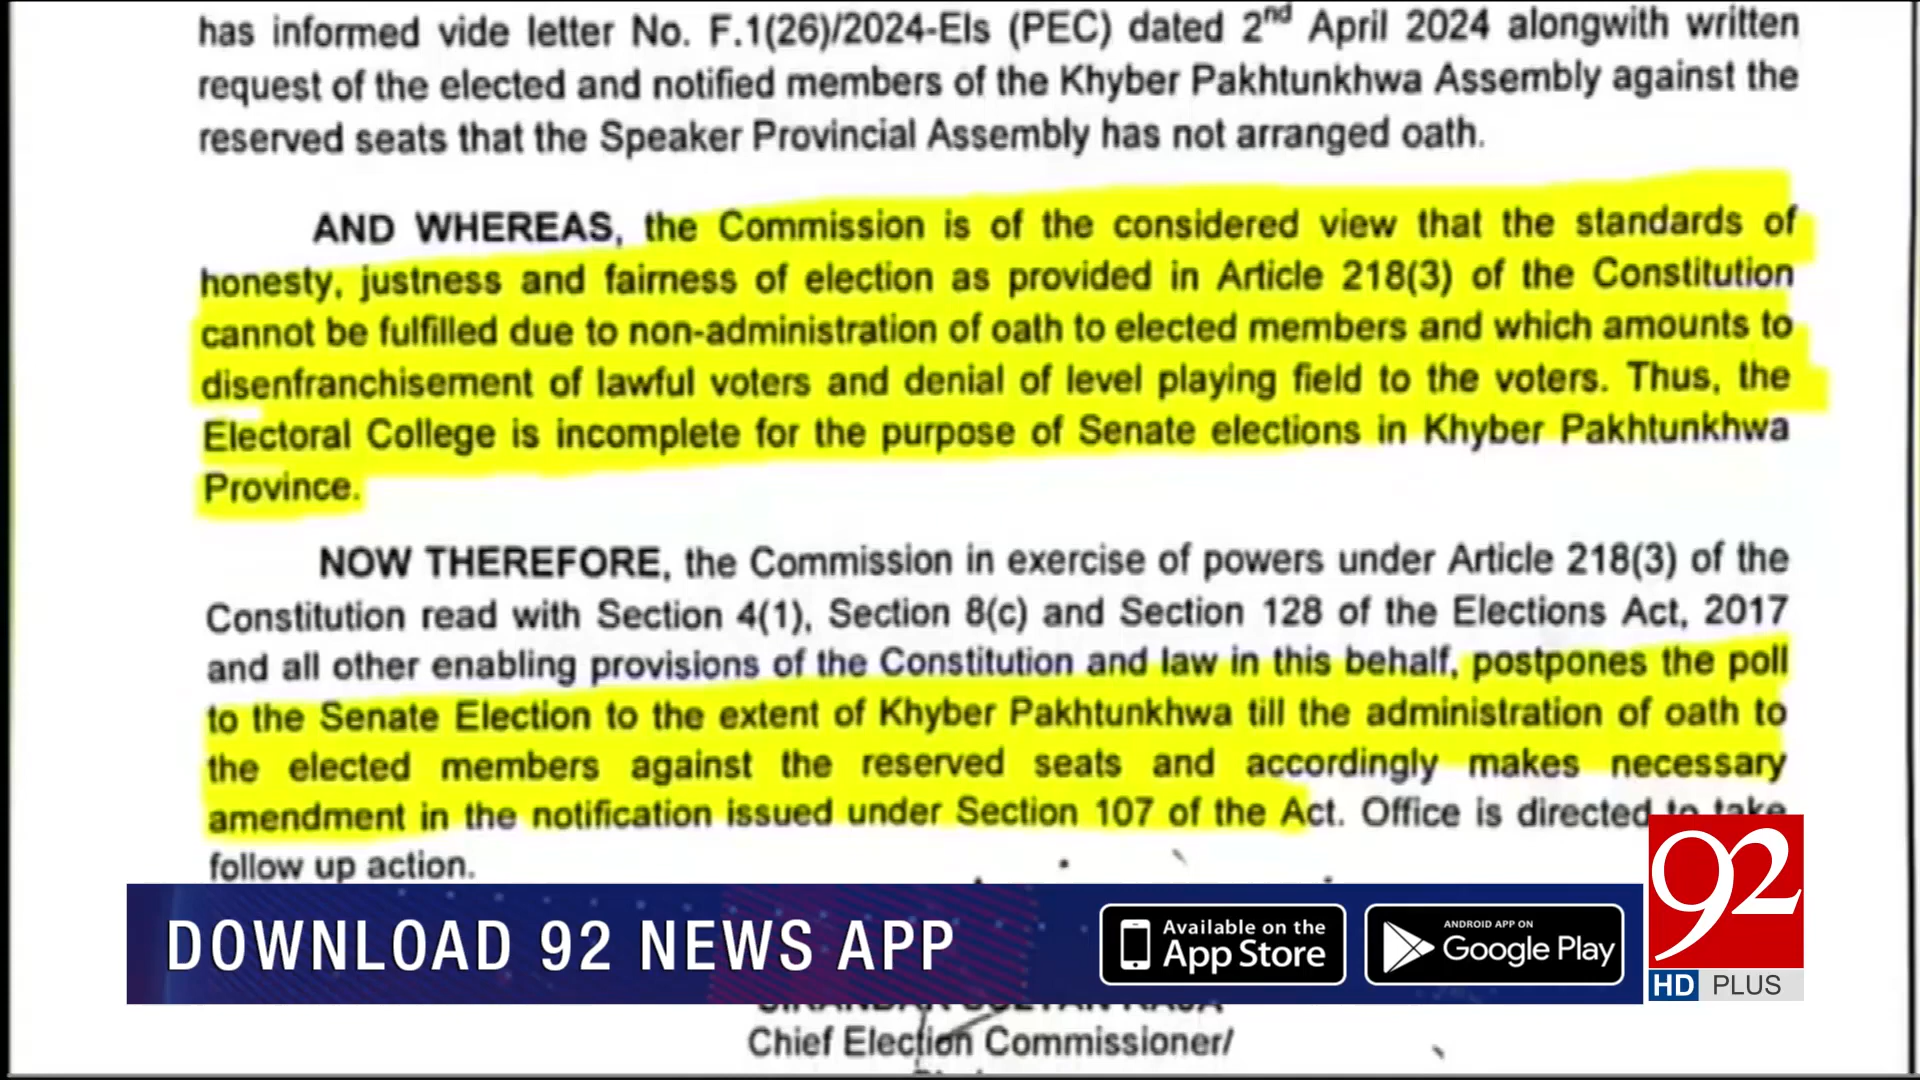 has informed vide letter No. F.1(26)/2024-Els (PEC) dated 2nd April 2024 alongwith written
request of the elected and notified members of the Khyber Pakhtunkhwa Assembly against the
reserved seats that the Speaker Provincial Assembly has not arranged oath.
AND WHEREAS, the Commission is of the considered view that the standards of
honesty, justness and fairness of election as provided in Article 218(3) of the Constitution
cannot be fulfilled due to non-administration of oath to elected members and which amounts to
disenfranchisement of lawful voters and denial of level playing field to the voters. Thus, the
Electoral College is incomplete for the purpose of Senate elections in Khyber Pakhtunkhwa
Province.
NOW THEREFORE, the Commission in exercise of powers under Article 218(3) of the
Constitution read with Section 4(1), Section 8(c) and Section 128 of the Elections Act, 2017
and all other enabling provisions of the Constitution and law in this behalf, postpones the poll
to the Senate Election to the extent of Khyber Pakhtunkhwa till the administration of oath to
the elected members against the reserved seats and accordingly makes necessary
amendment in the notification issued under Section 107 of the Act. Office is directed to take
follow up action.
DOWNLOAD 92 NEWS APP
Available on the
App Store
ANDROID APP ON
Google Play
92
HD PLUS
Chief Election Commissioner/